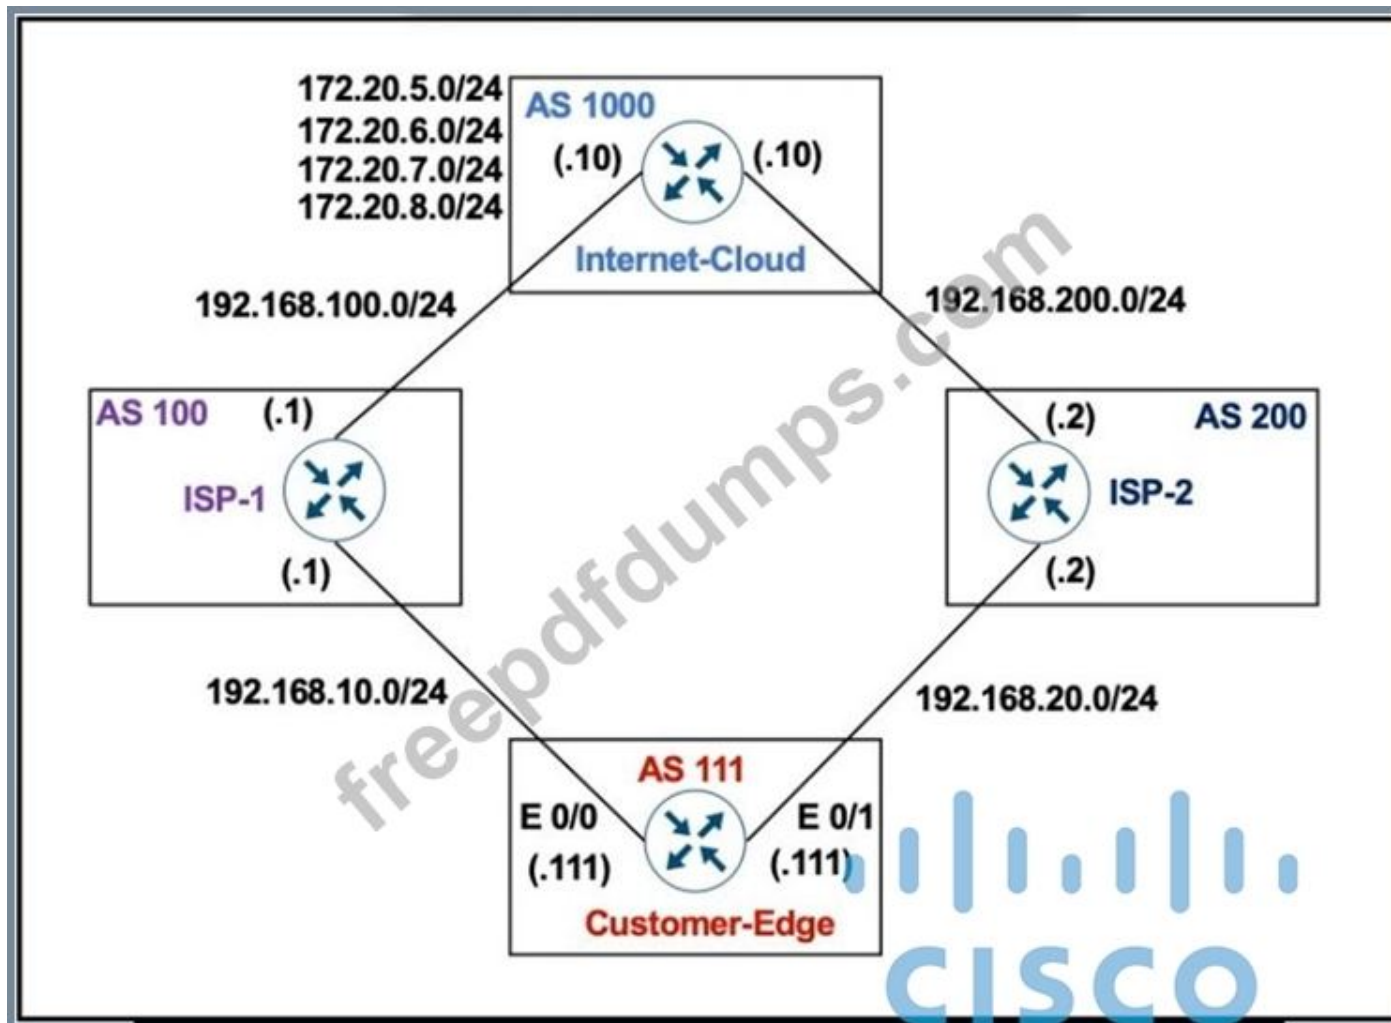 172.20.5.0/24
172.20.6.0/24
172.20.7.0/24
172.20.8.0/24
AS 1000
(.10)
(.10)
Internet-Cloud
192.168.100.0/24
192.168.200.0/24
AS 100
(.1)
ISP-1
(.1)
(.2)
AS 200
ISP-2
(.2)
192.168.10.0/24
192.168.20.0/24
AS 111
E 0/0
E 0/1
(.111)
(.111)
Customer-Edge
freepdfdumps.com
CISCO